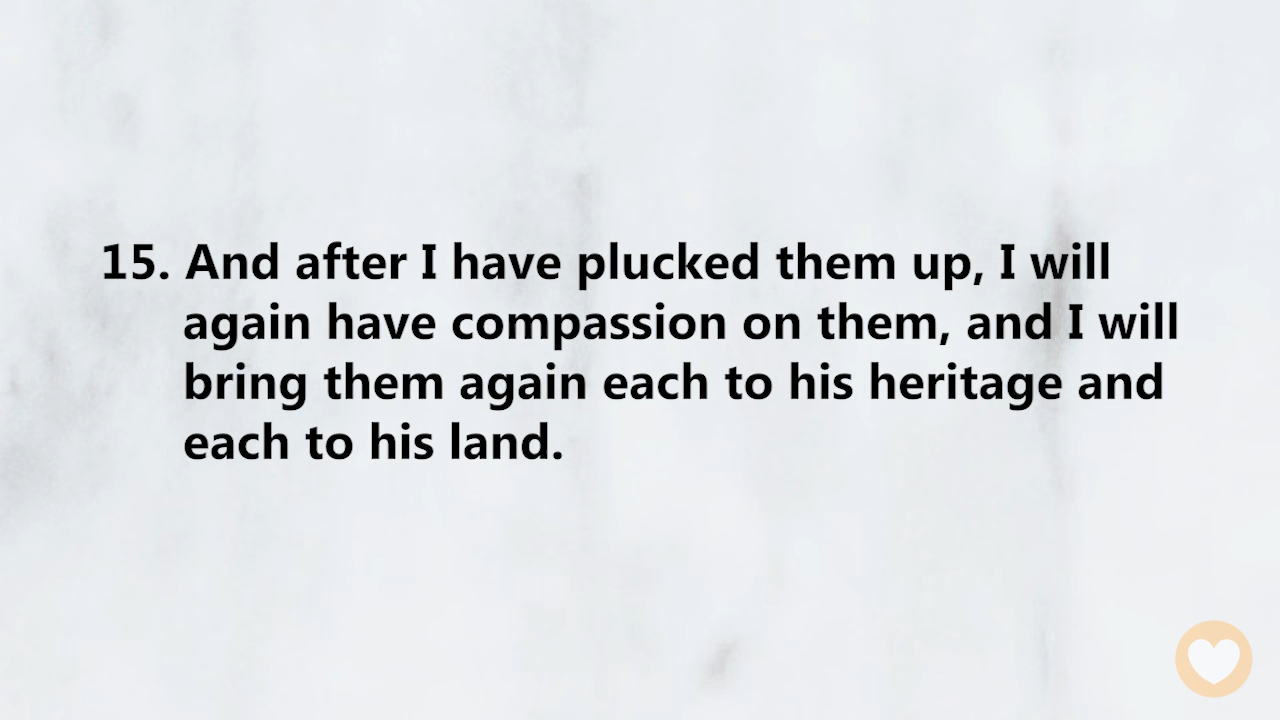 15. And after I have plucked them up, I will
again have compassion on them, and I will
bring them again each to his heritage and
each to his land.